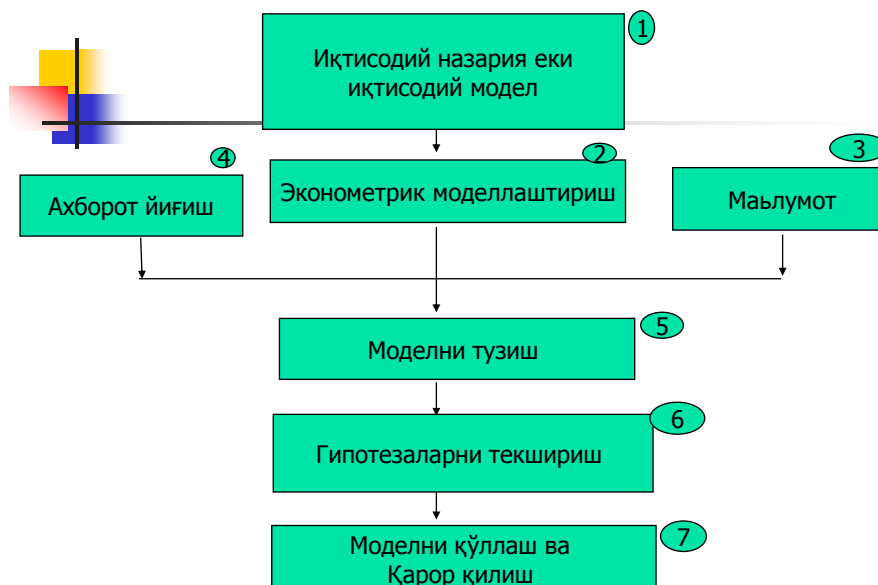 1
Иқтисодий назария еки
иқтисодий модел
4
Ахборот йиғиш
2
Эконометрик моделлаштириш
3
Маьлумот
5
Моделни тузиш
6
Гипотезаларни текшириш
7
Моделни қўллаш ва
Қарор қилиш